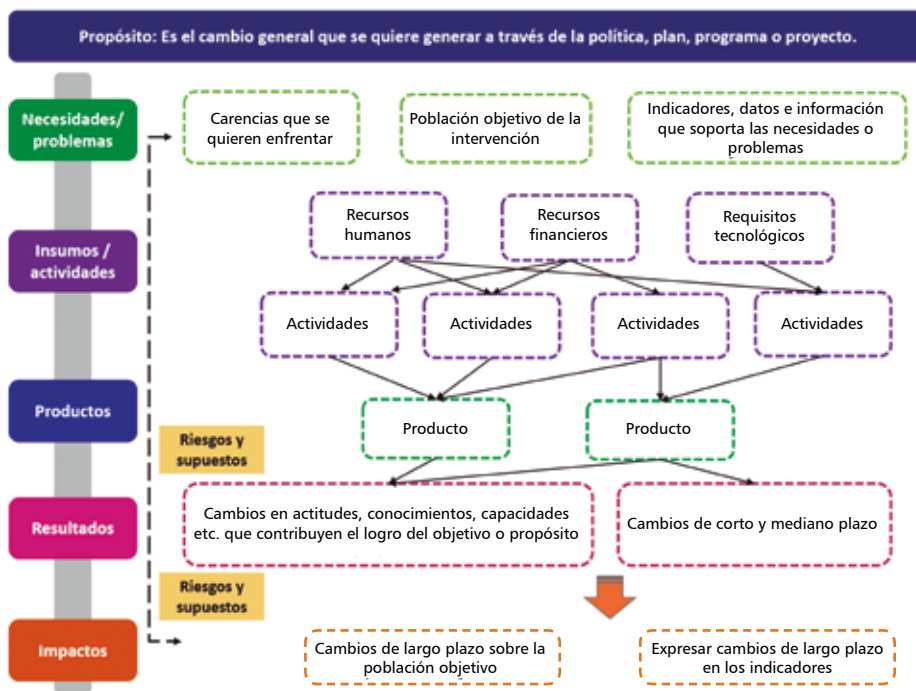 Propósito: Es el cambio general que se quiere generar a través de la política, plan, programa o proyecto.
Necesidades/
problemas
Carencias que se
quieren enfrentar
Población objetivo de la
intervención
Indicadores, datos e información
que soporta las necesidades o
problemas
Insumos /
actividades
Recursos
humanos
Recursos
financieros
Requisitos
tecnológicos
Actividades
Actividades
Actividades
Actividades
Productos
Producto
Producto
Riesgos y
supuestos
Resultados
Cambios en actitudes, conocimientos, capacidades
etc. que contribuyen el logro del objetivo o propósito
Cambios de corto y mediano plazo
Riesgos y
supuestos
Impactos
Cambios de largo plazo sobre la
población objetivo
Expresar cambios de largo plazo
en los indicadores